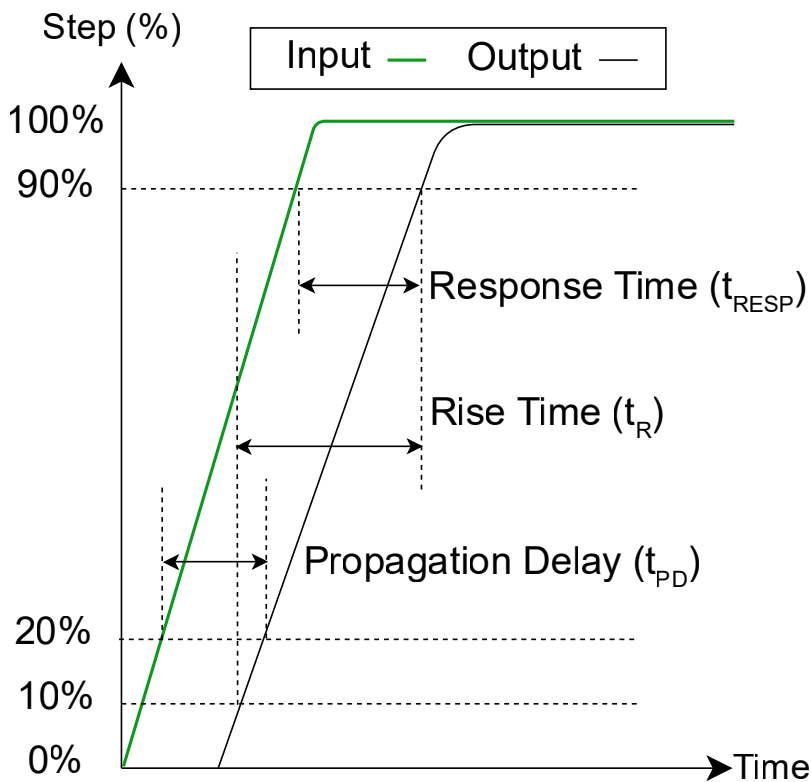 Step (%)
Input Output
100%
90%
Response Time (tRESP)
Rise Time (tR)
Propagation Delay (tPD)
20%
10%
0%
Time